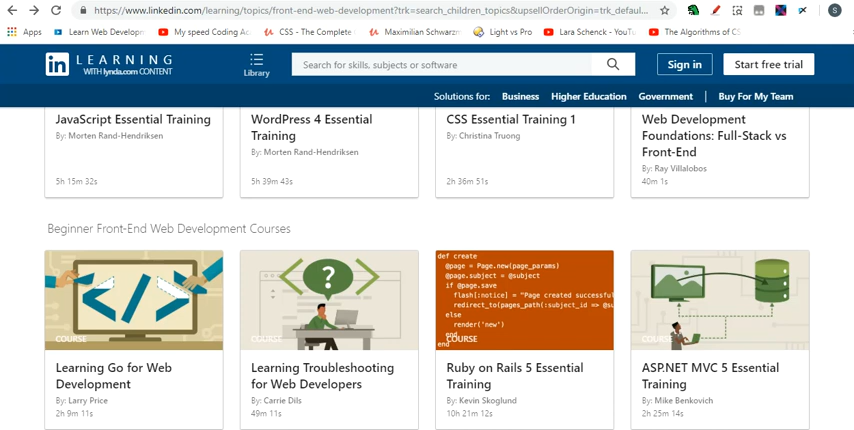 https://www.linkedin.com/learning/topics/front-end-web-development?trk=search_children_topics&upsellOrderOrigin=trk_defaul...
S
Apps Learn Web Developm My speed Coding Ac CSS - The Complete Maximilian Schwarzm Light vs Pro Lara Schenck - YouTu The Algorithms of CS
in LEARNING
WITH lynda.com CONTENT
Library
Search for skills, subjects or software
Sign in
Start free trial
Solutions for: Business Higher Education Government | Buy For My Team
JavaScript Essential Training
By: Morten Rand-Hendriksen
5h 15m 32s
WordPress 4 Essential
Training
By: Morten Rand-Hendriksen
5h 39m 43s
CSS Essential Training 1
By: Christina Truong
2h 36m 51s
Web Development
Foundations: Full-Stack vs
Front-End
By: Ray Villalobos
40m 1s
Beginner Front-End Web Development Courses
</>
COURSE
Learning Go for Web
Development
By: Larry Price
2h 9m 11s
< ? >
COURSE
Learning Troubleshooting
for Web Developers
By: Carrie Dils
49m 11s
def create
@page = Page.new(page_params)
@page.subject = @subject
if @page.save
flash[:notice] = "Page created successful
redirect_to(pages_path(:subject_id => @su
else
render('new')
end
end
COURSE
Ruby on Rails 5 Essential
Training
By: Kevin Skoglund
10h 21m 12s
COURSE
ASP.NET MVC 5 Essential
Training
By: Mike Benkovich
2h 25m 14s